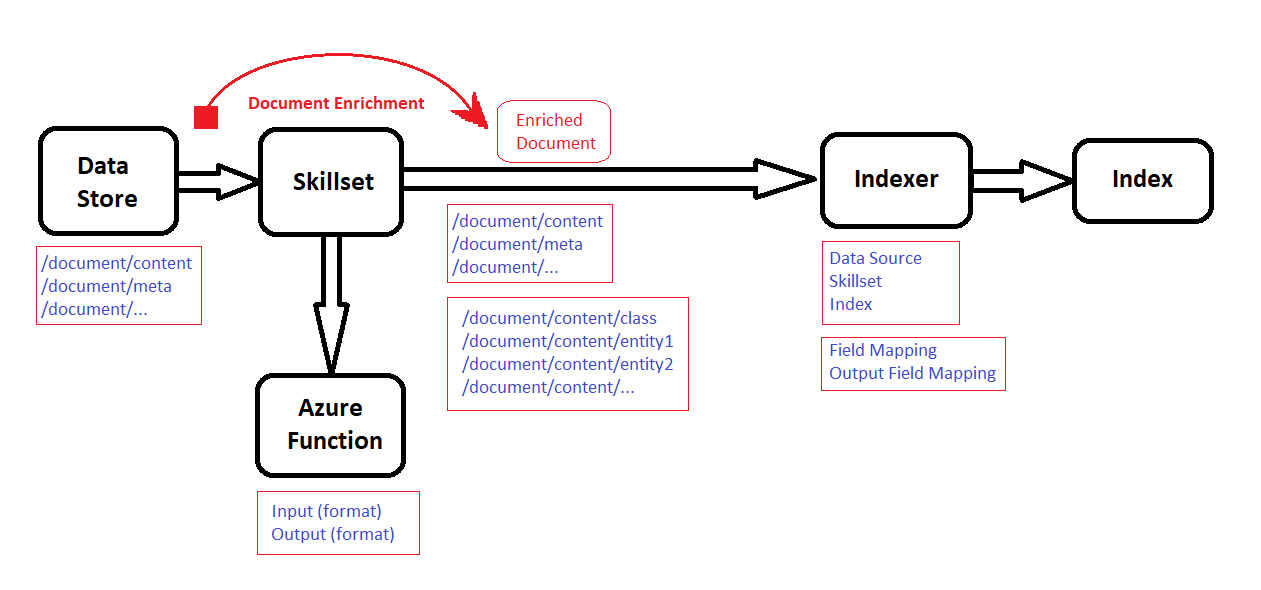 Document Enrichment
Enriched
Document
Data
Store
Skillset
Indexer
Index
/document/content
/document/meta
/document/...
/document/content
/document/meta
/document/...
/document/content/class
/document/content/entity1
/document/content/entity2
/document/content/...
Data Source
Skillset
Index
Field Mapping
Output Field Mapping
Azure
Function
Input (format)
Output (format)